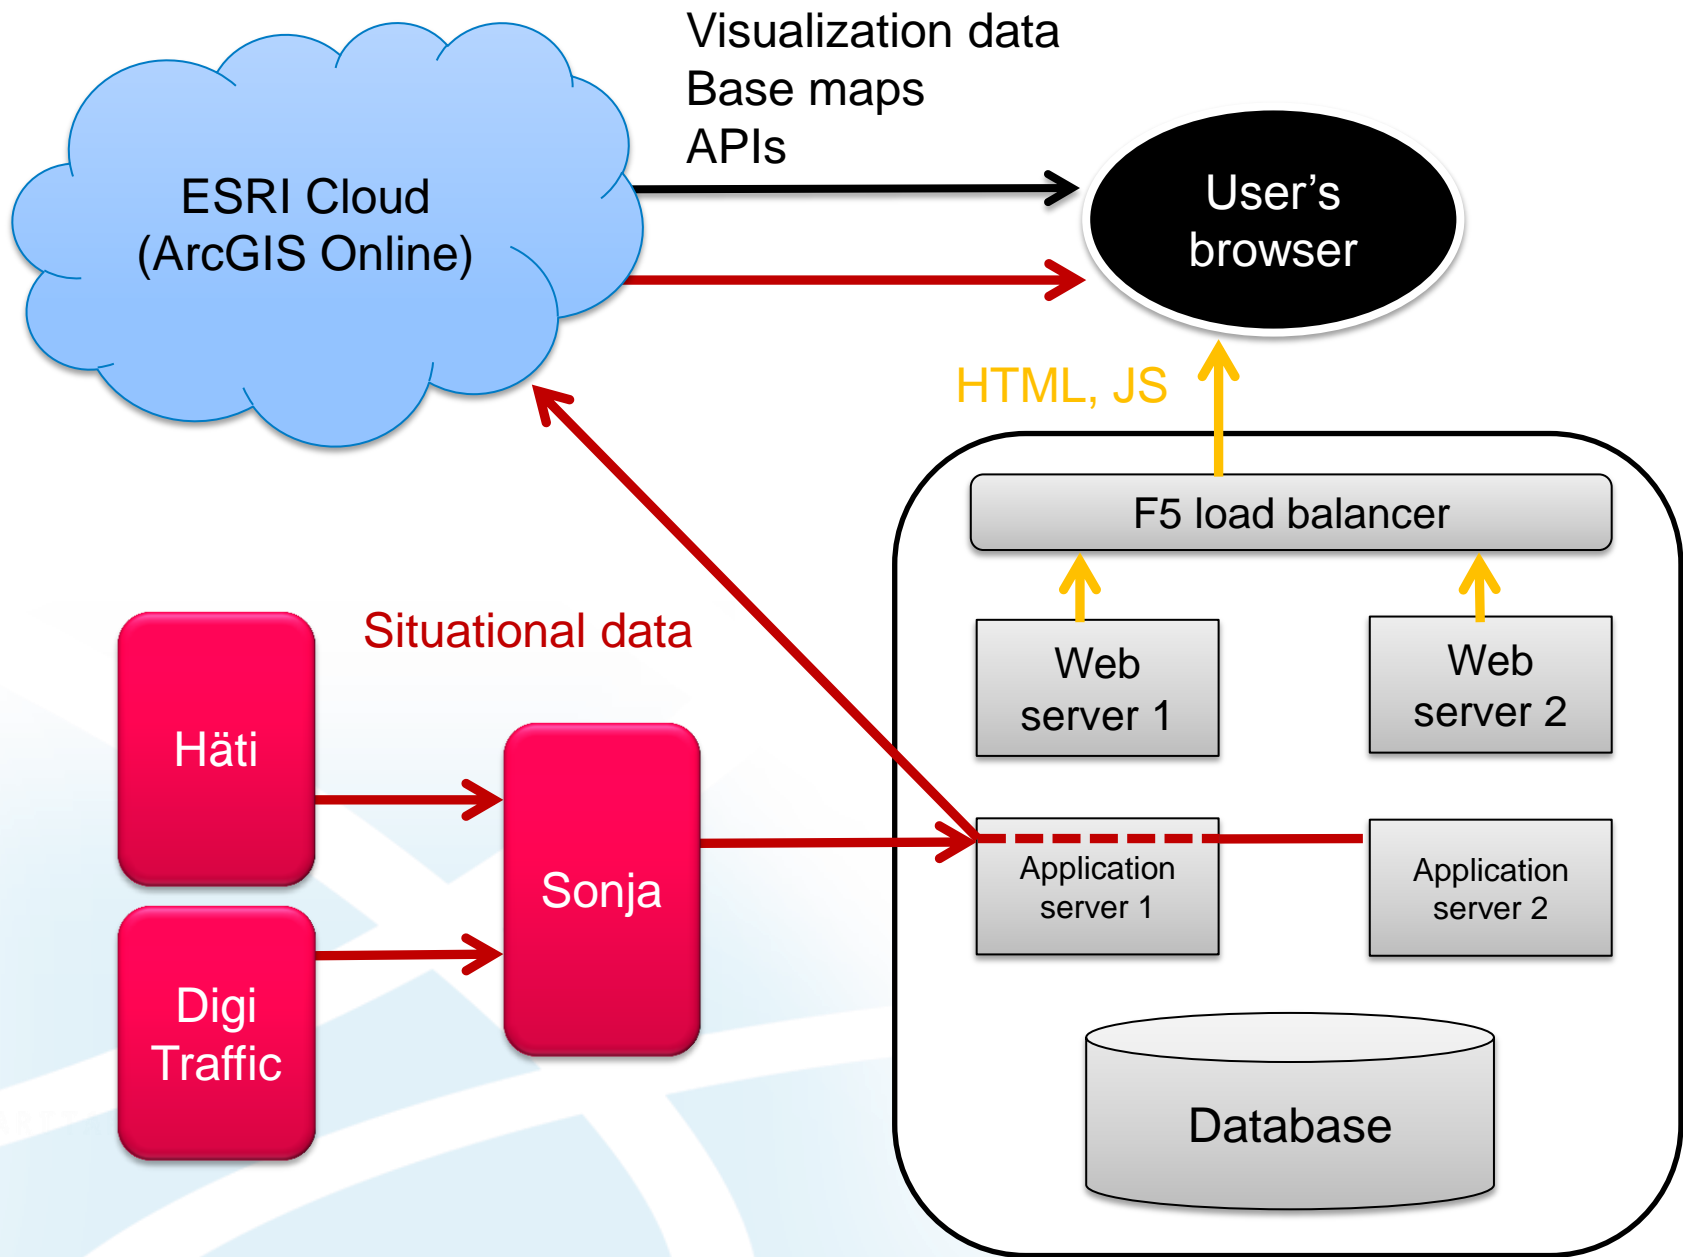 Visualization data
Base maps
APIs
ESRI Cloud
(ArcGIS Online)
User’s
browser
HTML, JS
F5 load balancer
Situational data
Web
server 1
Web
server 2
Häti
Sonja
Application
server 1
Application
server 2
Digi
Traffic
Database